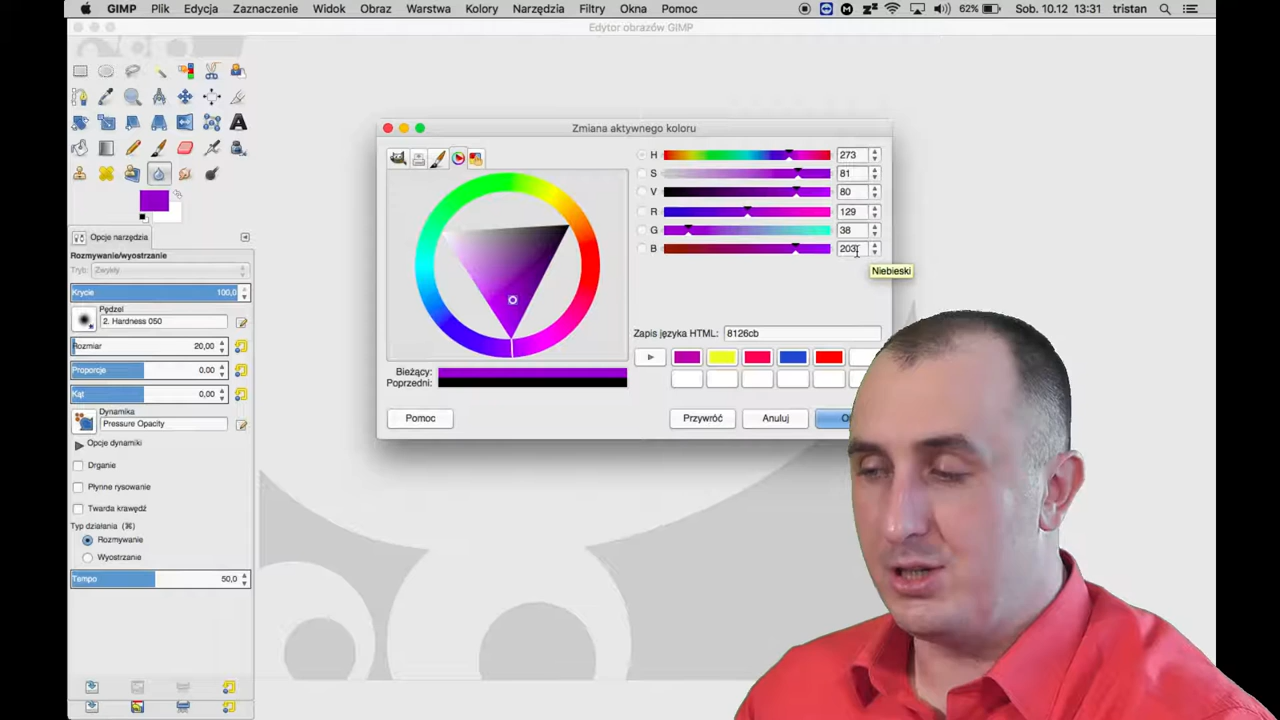 GIMP Plik Edycja Zaznaczenie Widok Obraz Warstwa Kolory Narzędzia Filtry Okna Pomoc 62% Sob. 10.12 13:31 tristan
Edytor obrazów GIMP
Zmiana aktywnego koloru
H 273
S 81
V 80
R 129
G 38
B 203
Niebieski
Zapis języka HTML: 8126cb
Bieżący:
Poprzedni:
Pomoc Przywróć Anuluj
Opcje narzędzia
Rozmywanie/wyostrzanie
Tryb: Zwykły
Krycie 100,0
Pędzel
2. Hardness 050
Rozmiar 20,00
Proporcje 0,00
Kąt 0,00
Dynamika
Pressure Opacity
Opcje dynamiki
Drganie
Płynne rysowanie
Twarda krawędź
Typ działania (⌘)
Rozmywanie
Wyostrzanie
Tempo 50,0